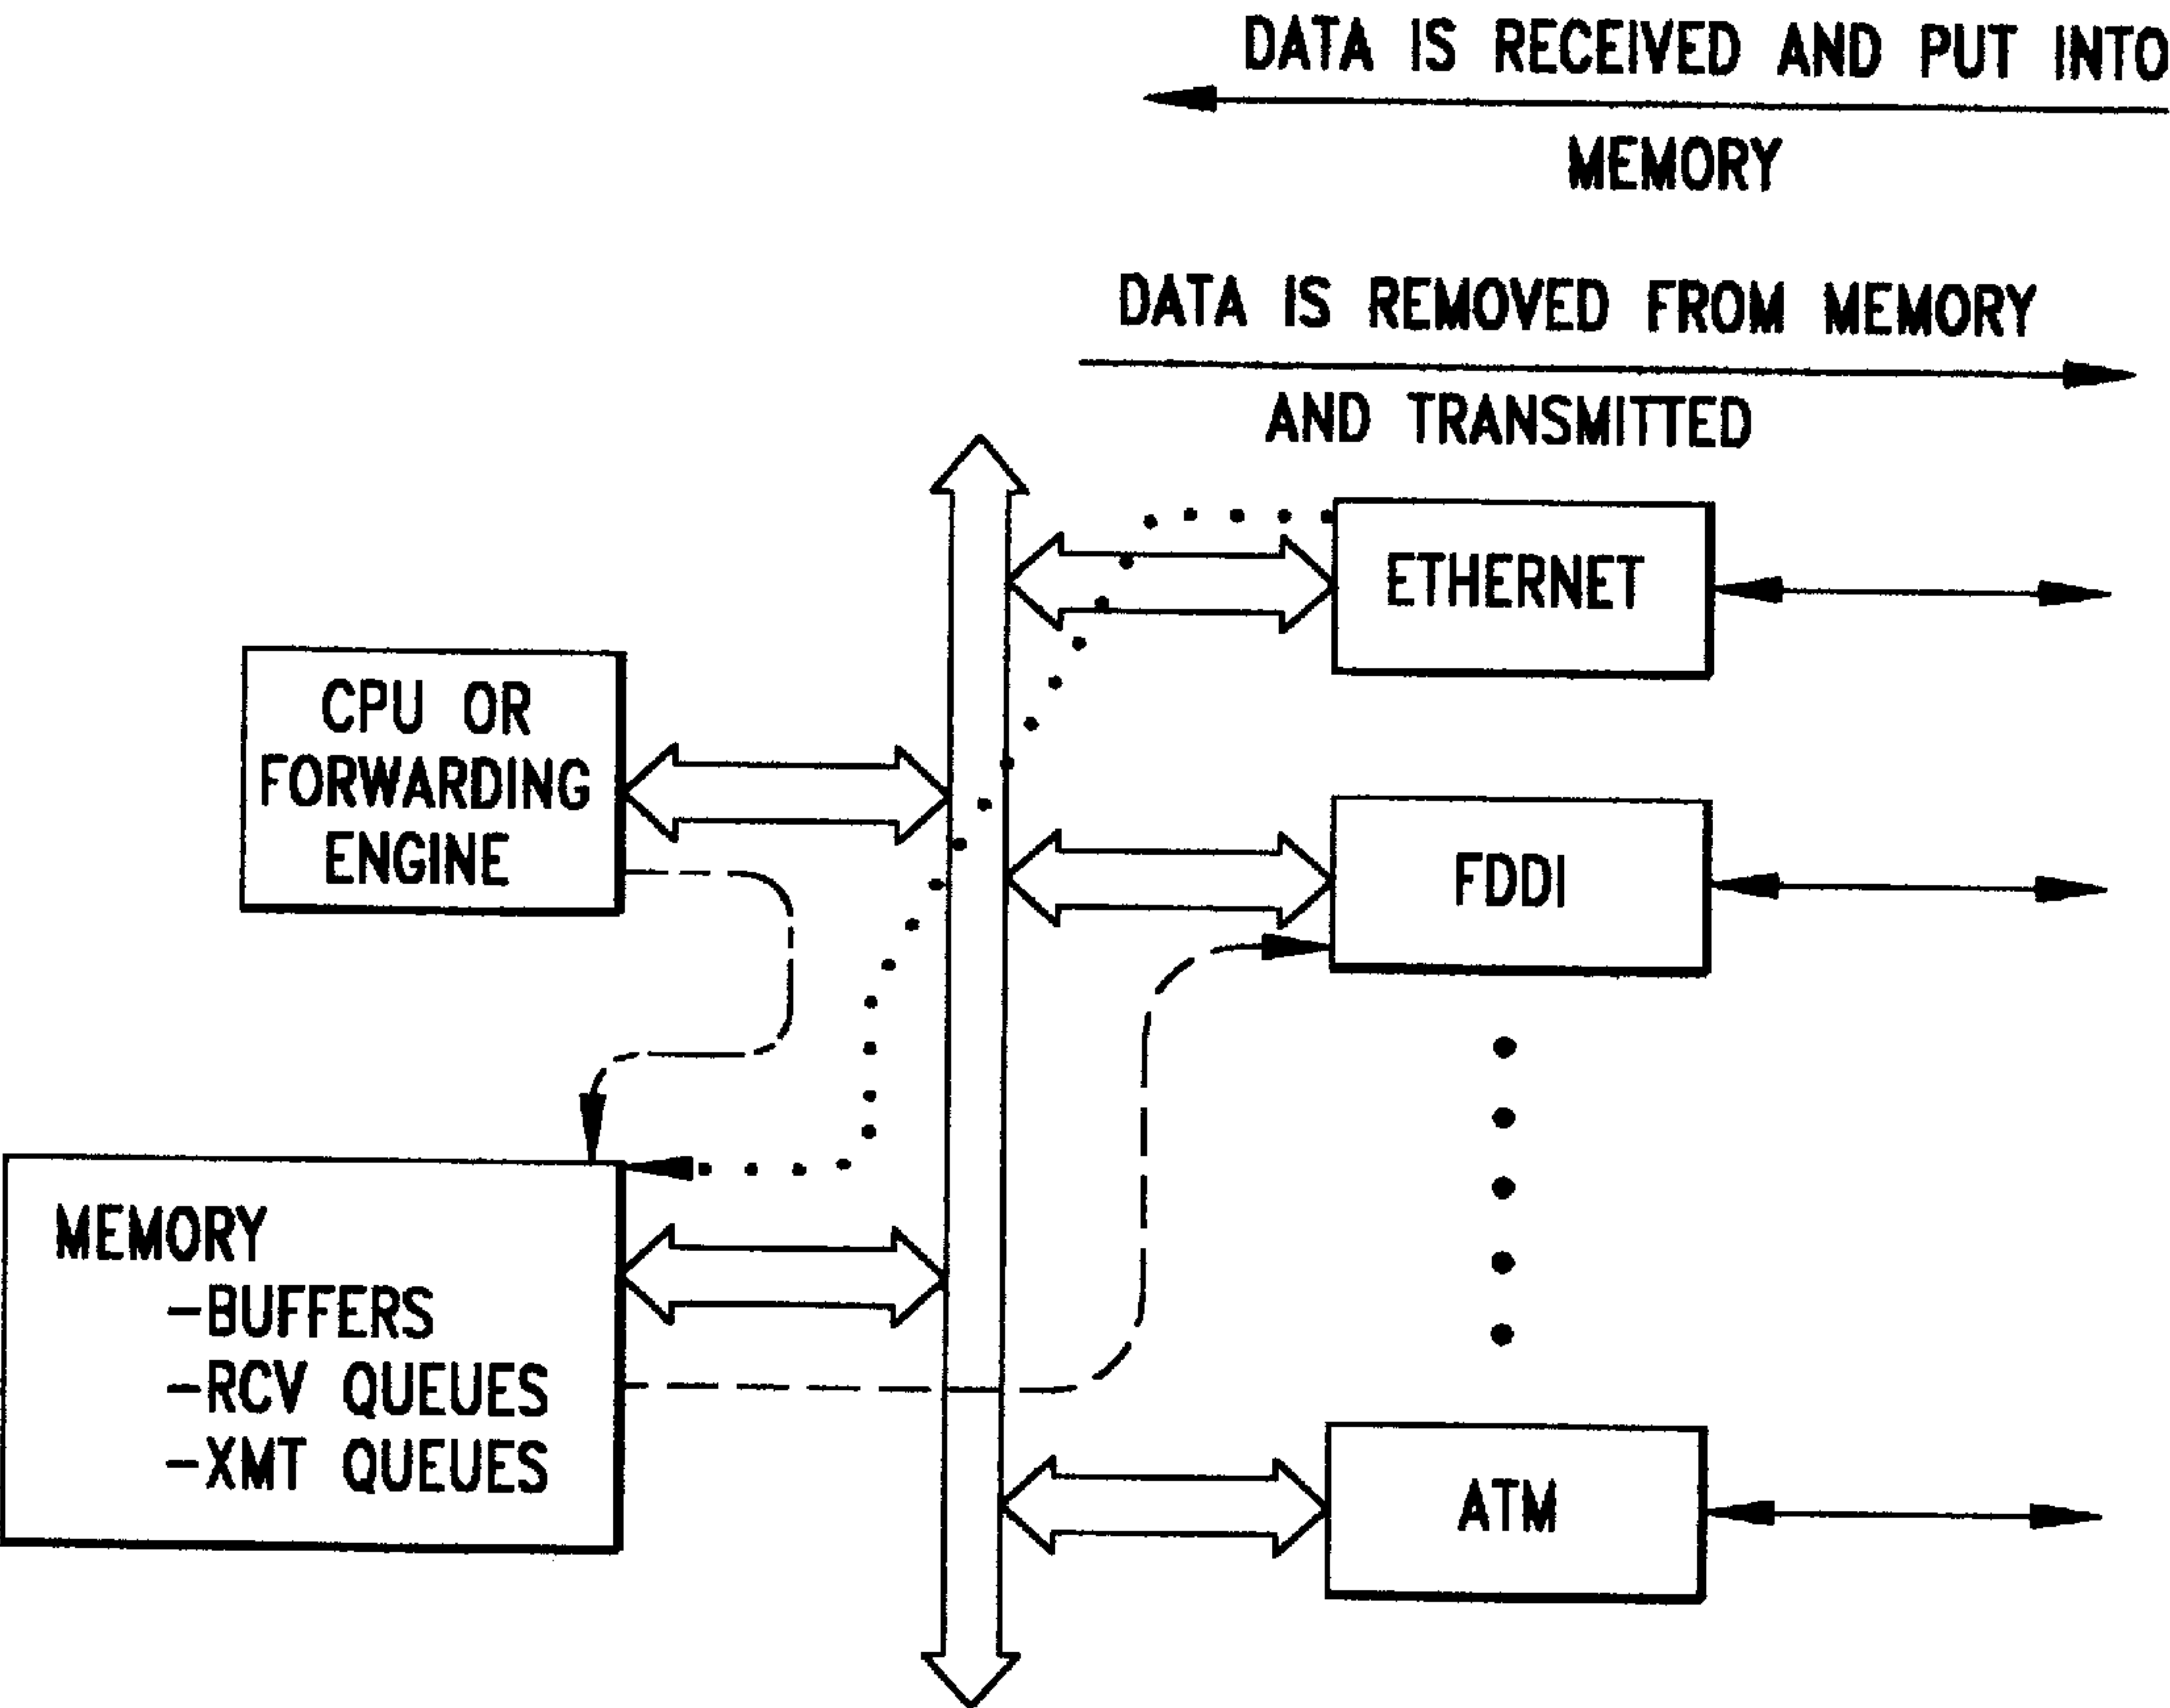 DATA IS RECEIVED AND PUT INTO
MEMORY
DATA IS REMOVED FROM MEMORY
AND TRANSMITTED
ETHERNET
CPU OR
FORWARDING
ENGINE
FDDI
MEMORY
-BUFFERS
-RCV QUEUES
-XMT QUEUES
ATM